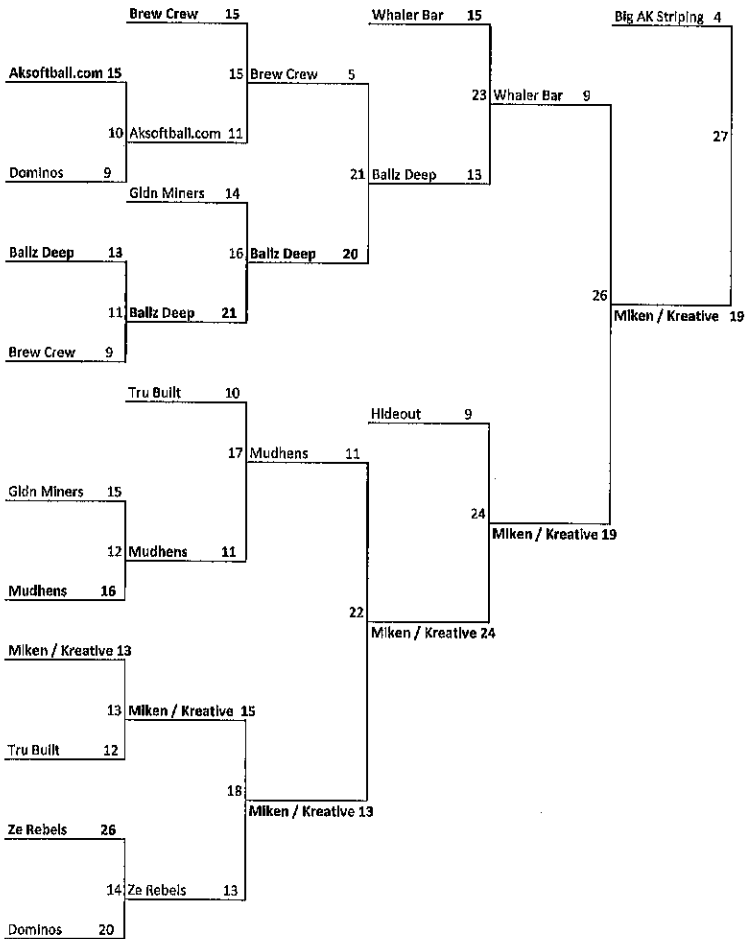 Brew Crew 15
Whaler Bar 15
Big AK Striping 4
Aksoftball.com 15
15 Brew Crew 5
23 Whaler Bar 9
10 Aksoftball.com 11
27
Dominos 9
21 Ballz Deep 13
Gldn Miners 14
Ballz Deep 13
16 Ballz Deep 20
26
11 Ballz Deep 21
Miken / Kreative 19
Brew Crew 9
Tru Built 10
Hideout 9
17 Mudhens 11
Gldn Miners 15
24
Miken / Kreative 19
12 Mudhens 11
Mudhens 16
22
Miken / Kreative 24
Miken / Kreative 13
13 Miken / Kreative 15
Tru Built 12
18
Miken / Kreative 13
Ze Rebels 26
14 Ze Rebels 13
Dominos 20